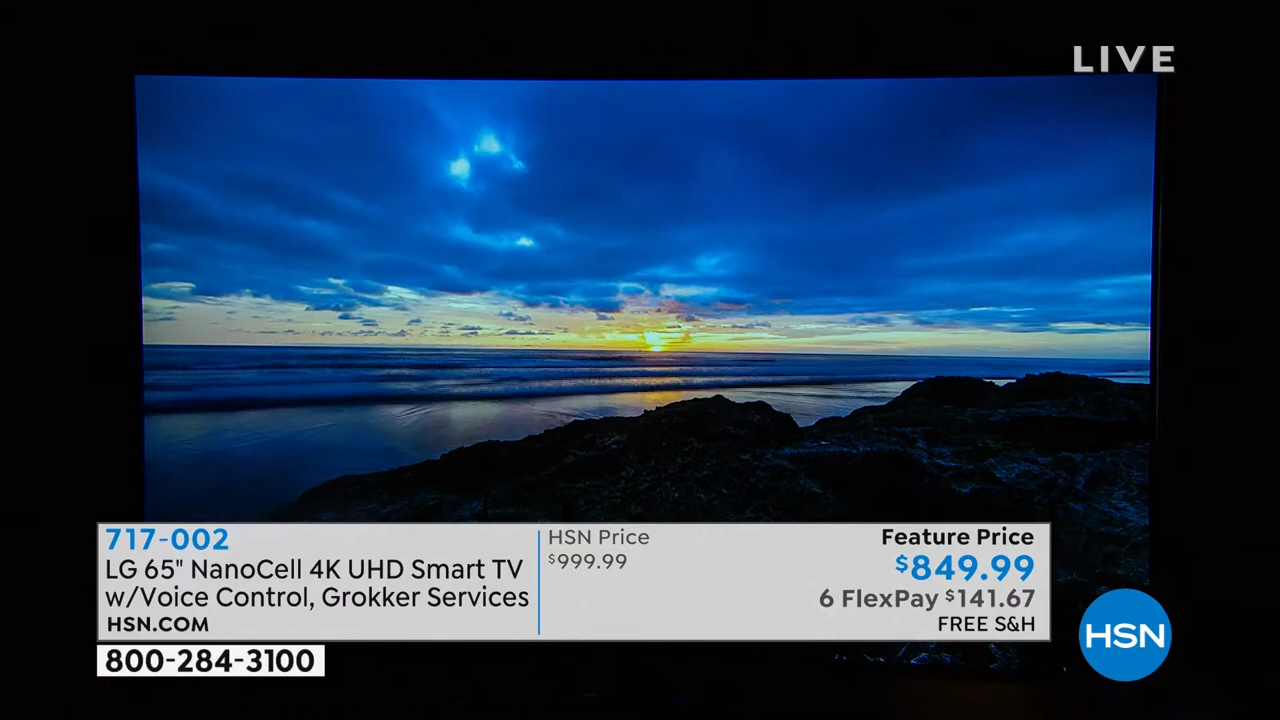 LIVE
717-002
LG 65" NanoCell 4K UHD Smart TV
w/Voice Control, Grokker Services
HSN.COM
HSN Price
$999.99
Feature Price
$849.99
6 FlexPay $141.67
FREE S&H
800-284-3100
HSN